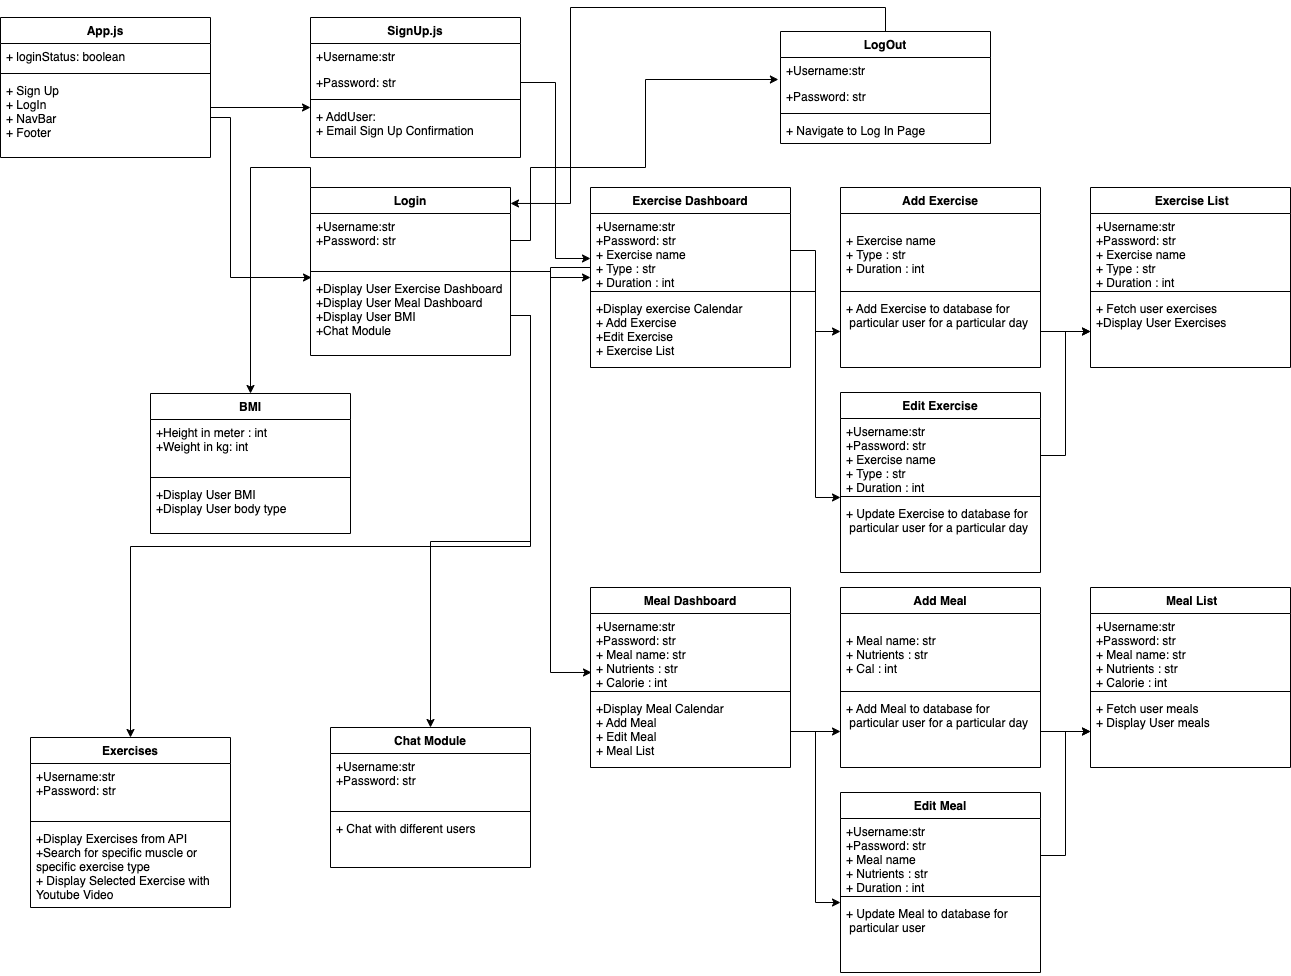 App.js
+ loginStatus: boolean
+ Sign Up
+ LogIn
+ NavBar
+ Footer
SignUp.js
+Username:str
+Password: str
+ AddUser:
+ Email Sign Up Confirmation
LogOut
+Username:str
+Password: str
+ Navigate to Log In Page
Login
+Username:str
+Password: str
+Display User Exercise Dashboard
+Display User Meal Dashboard
+Display User BMI
+Chat Module
Exercise Dashboard
+Username:str
+Password: str
+ Exercise name
+ Type : str
+ Duration : int
+Display exercise Calendar
+ Add Exercise
+Edit Exercise
+ Exercise List
Add Exercise
+ Exercise name
+ Type : str
+ Duration : int
+ Add Exercise to database for
particular user for a particular day
Exercise List
+Username:str
+Password: str
+ Exercise name
+ Type : str
+ Duration : int
+ Fetch user exercises
+Display User Exercises
BMI
+Height in meter : int
+Weight in kg: int
+Display User BMI
+Display User body type
Edit Exercise
+Username:str
+Password: str
+ Exercise name
+ Type : str
+ Duration : int
+ Update Exercise to database for
particular user for a particular day
Meal Dashboard
+Username:str
+Password: str
+ Meal name: str
+ Nutrients : str
+ Calorie : int
+Display Meal Calendar
+ Add Meal
+ Edit Meal
+ Meal List
Add Meal
+ Meal name: str
+ Nutrients : str
+ Cal : int
+ Add Meal to database for
particular user for a particular day
Meal List
+Username:str
+Password: str
+ Meal name: str
+ Nutrients : str
+ Calorie : int
+ Fetch user meals
+ Display User meals
Exercises
+Username:str
+Password: str
+Display Exercises from API
+Search for specific muscle or
specific exercise type
+ Display Selected Exercise with
Youtube Video
Chat Module
+Username:str
+Password: str
+ Chat with different users
Edit Meal
+Username:str
+Password: str
+ Meal name
+ Nutrients : str
+ Duration : int
+ Update Meal to database for
particular user